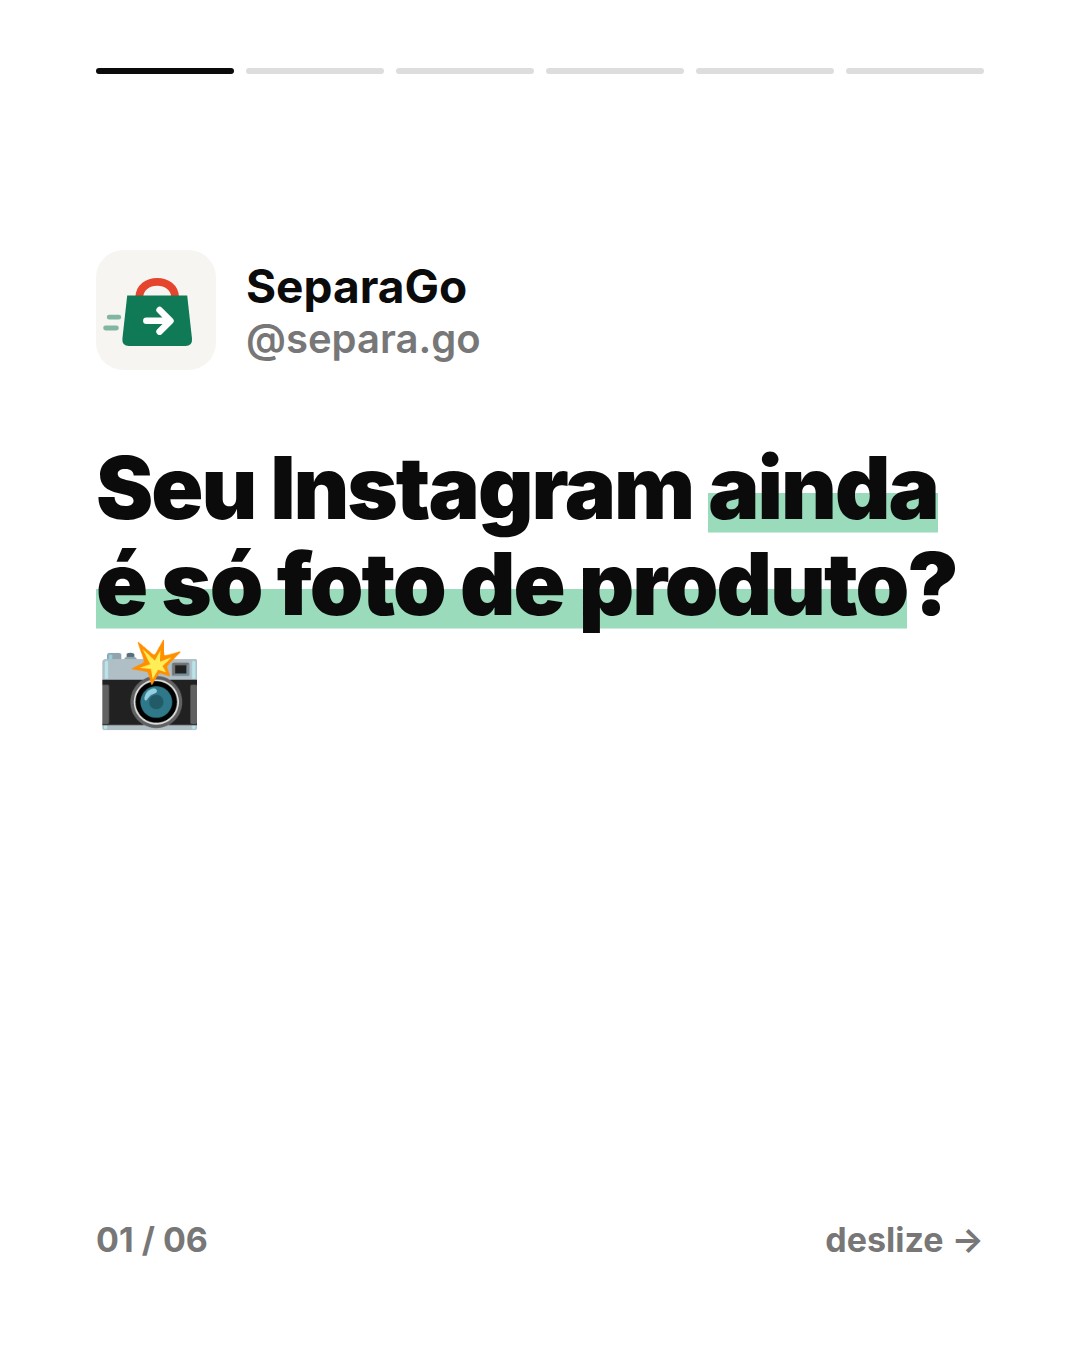 SeparaGo
@separa.go
Seu Instagram ainda
é só foto de produto?
01 / 06
deslize →